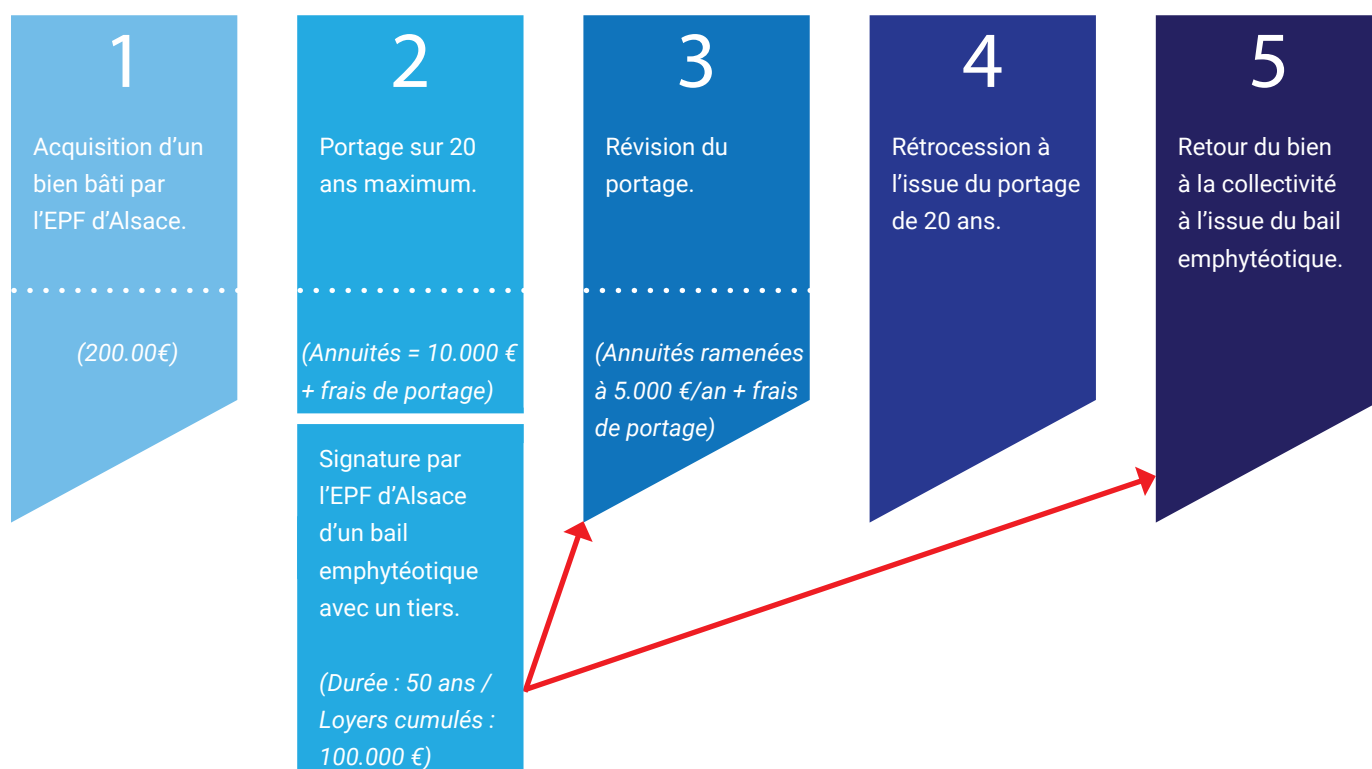 1
Acquisition d’un
bien bâti par
l’EPF d’Alsace.
(200.00€)
2
Portage sur 20
ans maximum.
(Annuités = 10.000 €
+ frais de portage)
Signature par
l’EPF d’Alsace
d’un bail
emphytéotique
avec un tiers.
(Durée : 50 ans /
Loyers cumulés :
100.000 €)
3
Révision du
portage.
(Annuités ramenées
à 5.000 €/an + frais
de portage)
4
Rétrocession à
l’issue du portage
de 20 ans.
5
Retour du bien
à la collectivité
à l’issue du bail
emphytéotique.